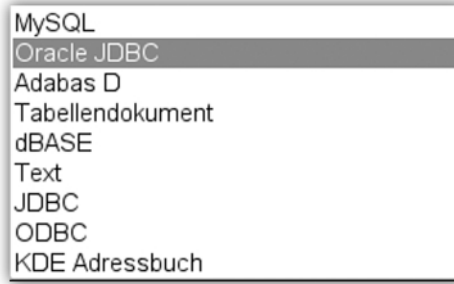 MySQL
Oracle JDBC
Adabas D
Tabellendokument
dBASE
Text
JDBC
ODBC
KDE Adressbuch